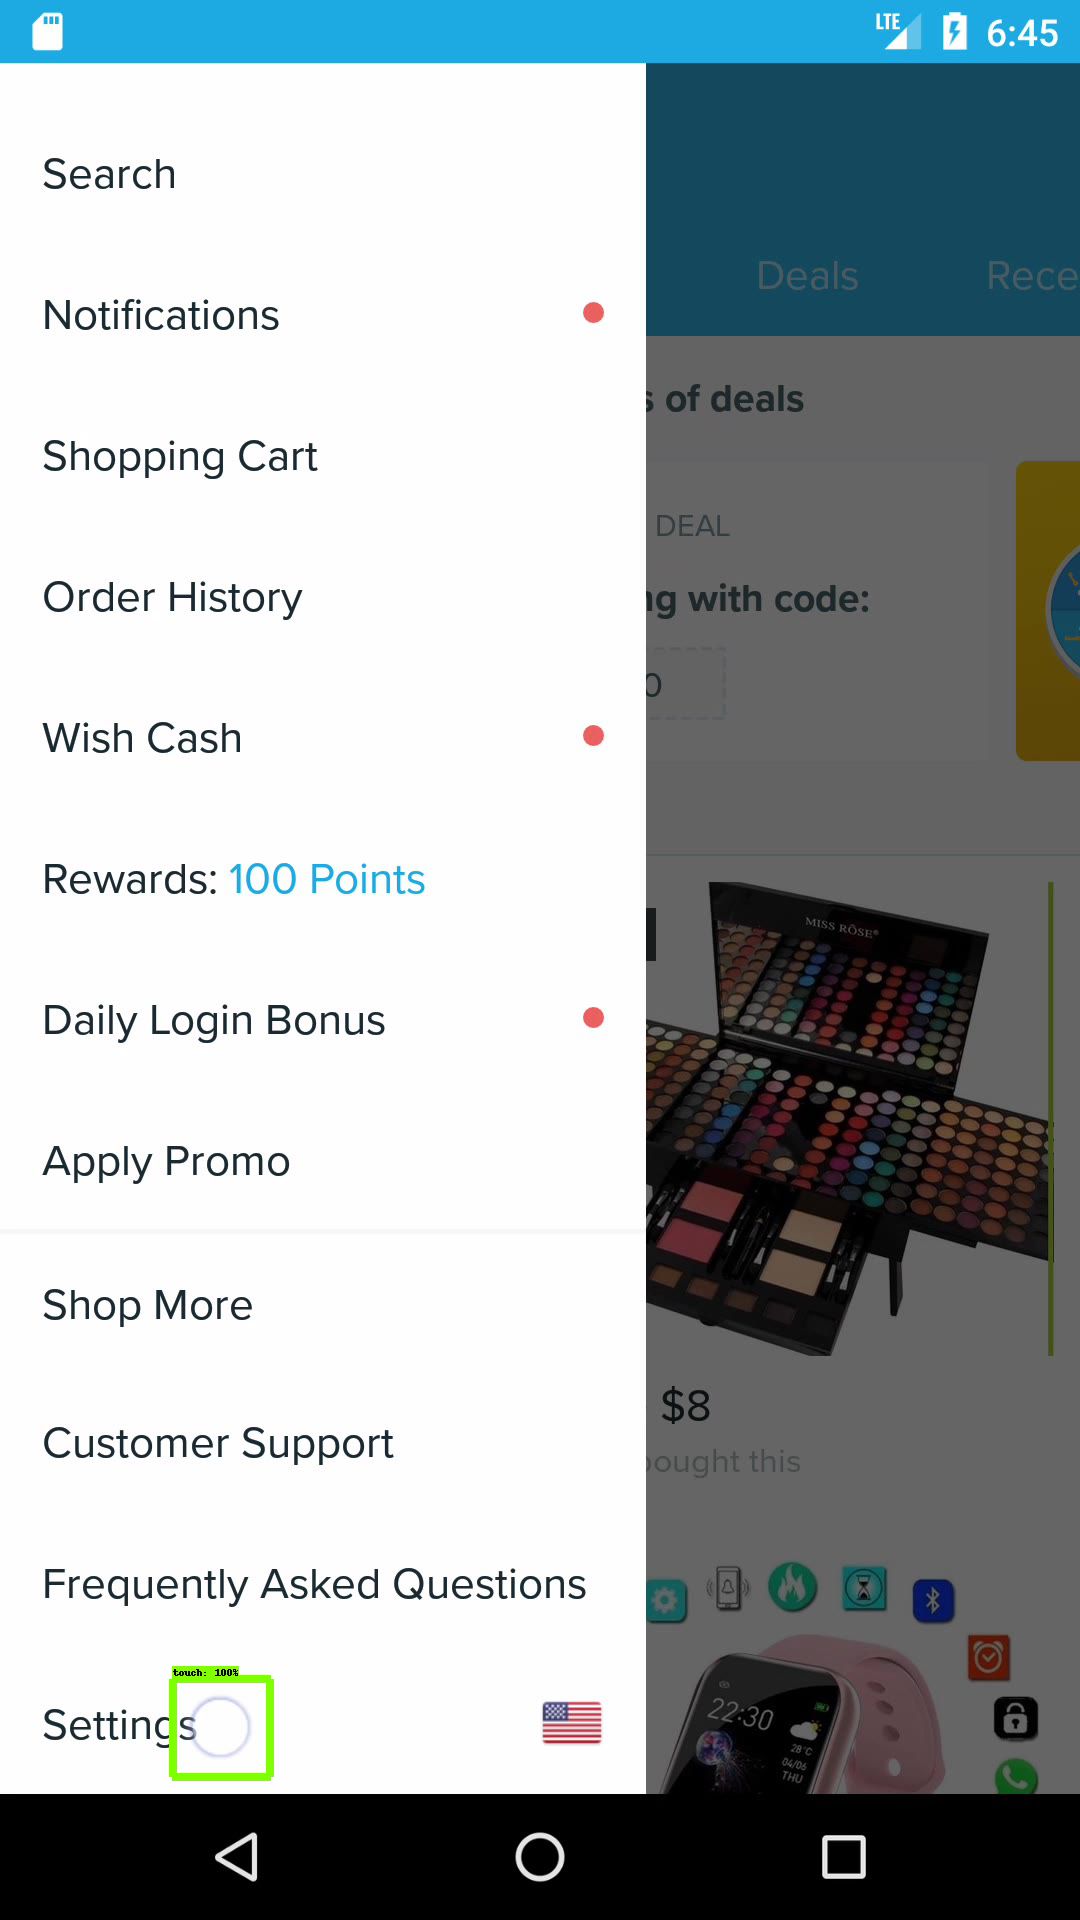 LTE 6:45
Search
Notifications
Shopping Cart
Order History
Wish Cash
Rewards: 100 Points
Daily Login Bonus
Apply Promo
Shop More
Customer Support
Frequently Asked Questions
touch: 100%
Settings
Deals Rece
s of deals
DEAL
ng with code:
0
MISS RÔSE®
$8
bought this
22:30
28°C
04/06
THU